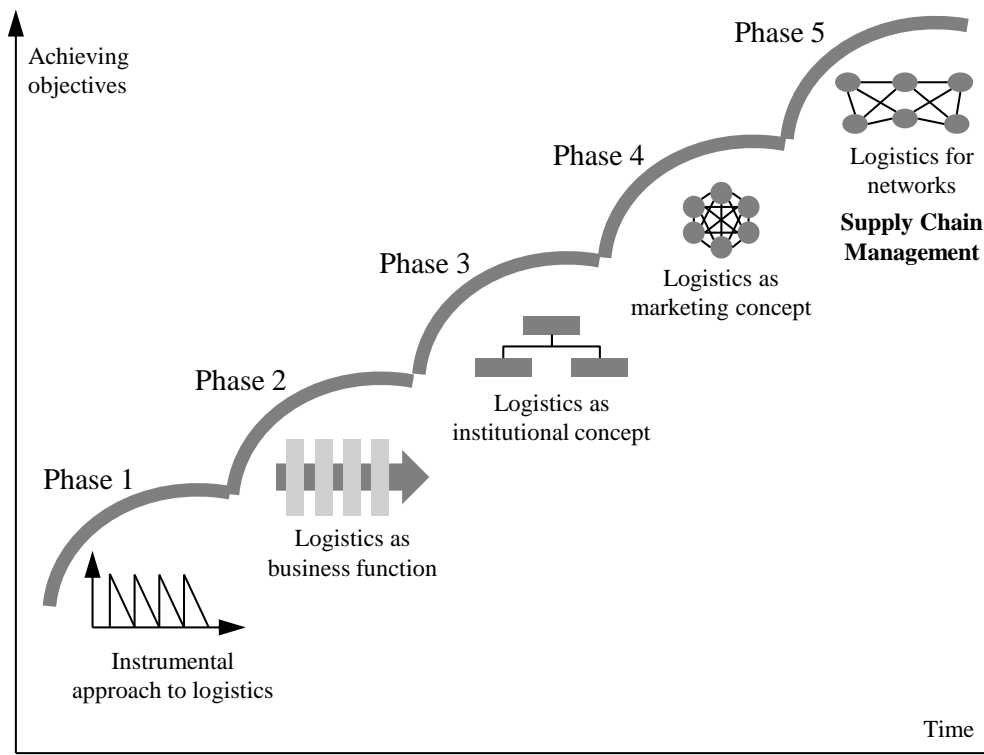 Achieving
objectives
Phase 5
Logistics for
networks
Supply Chain
Management
Phase 4
Logistics as
marketing concept
Phase 3
Logistics as
institutional concept
Phase 2
Logistics as
business function
Phase 1
Instrumental
approach to logistics
Time